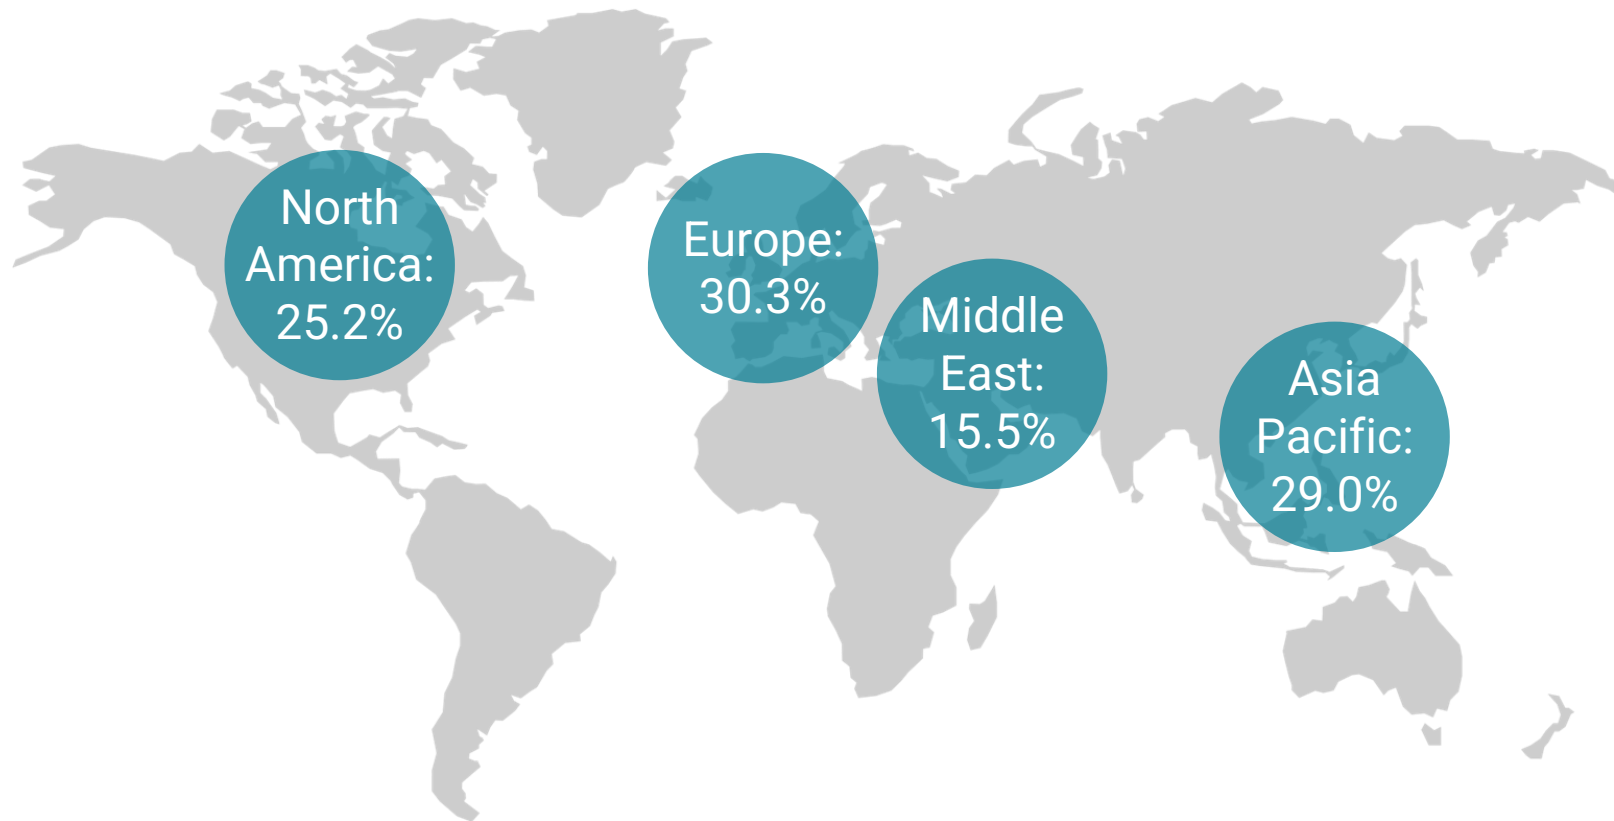 North
America:
25.2%
Europe:
30.3%
Middle
East:
15.5%
Asia
Pacific:
29.0%